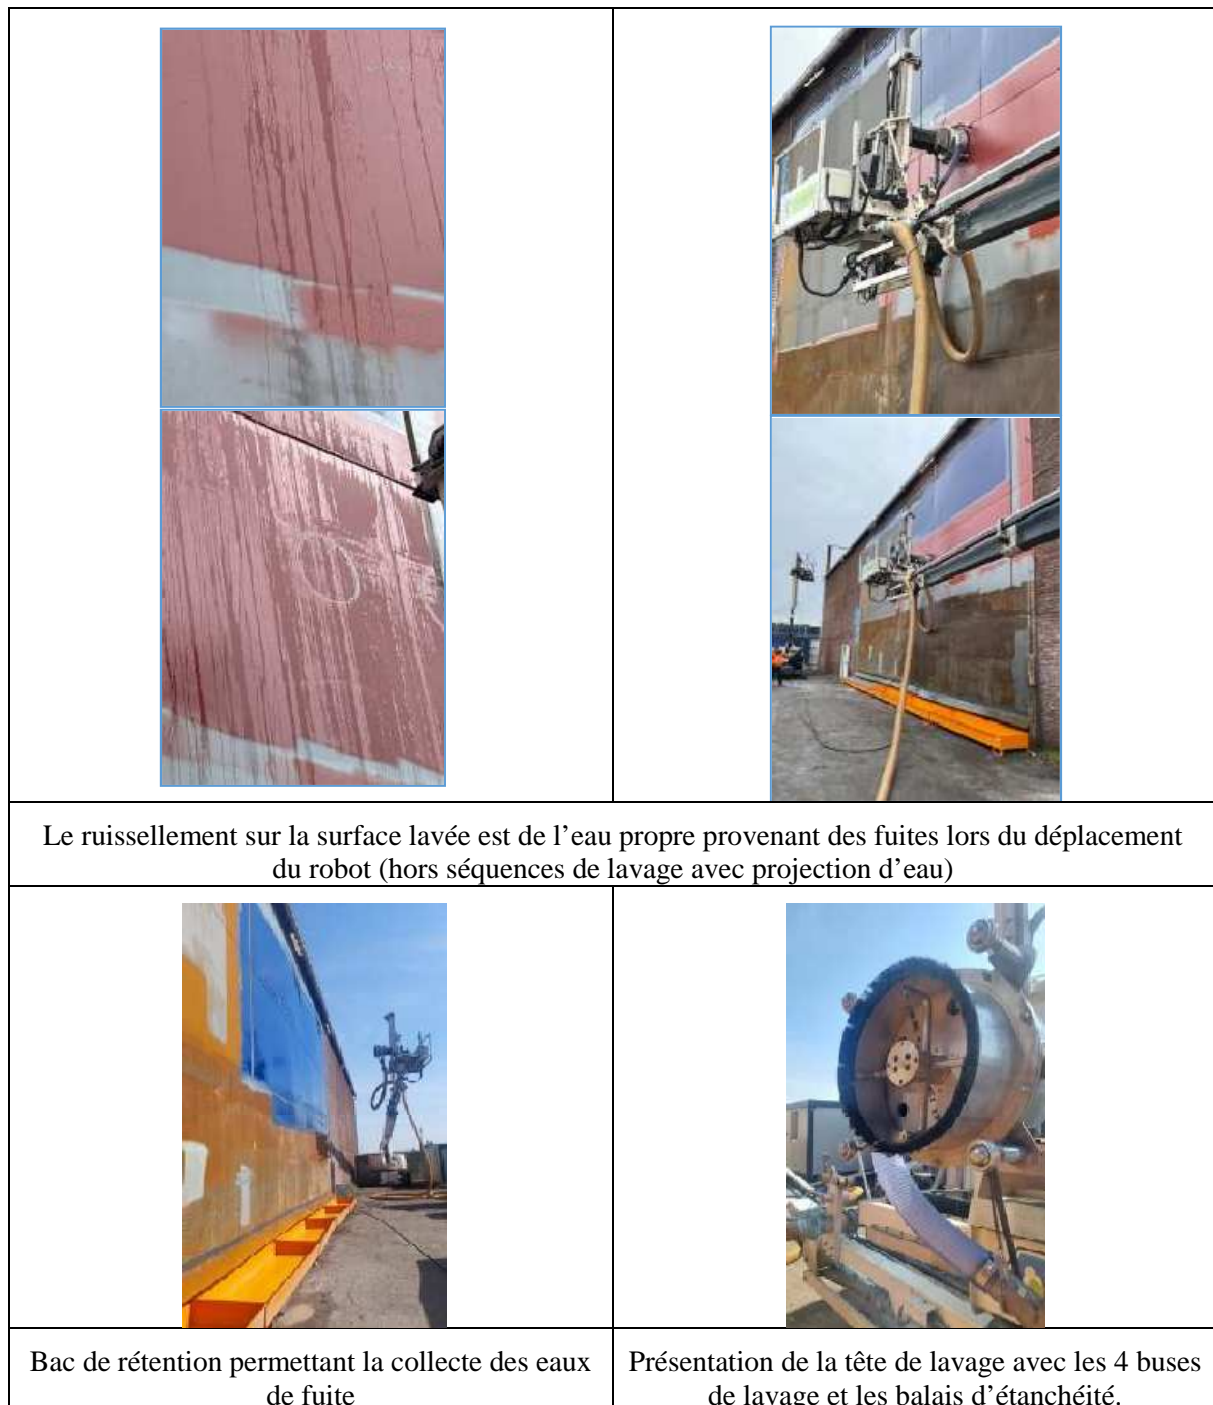 Le ruissellement sur la surface lavée est de l’eau propre provenant des fuites lors du déplacement
du robot (hors séquences de lavage avec projection d’eau)
Bac de rétention permettant la collecte des eaux
de fuite
Présentation de la tête de lavage avec les 4 buses
de lavage et les balais d’étanchéité.